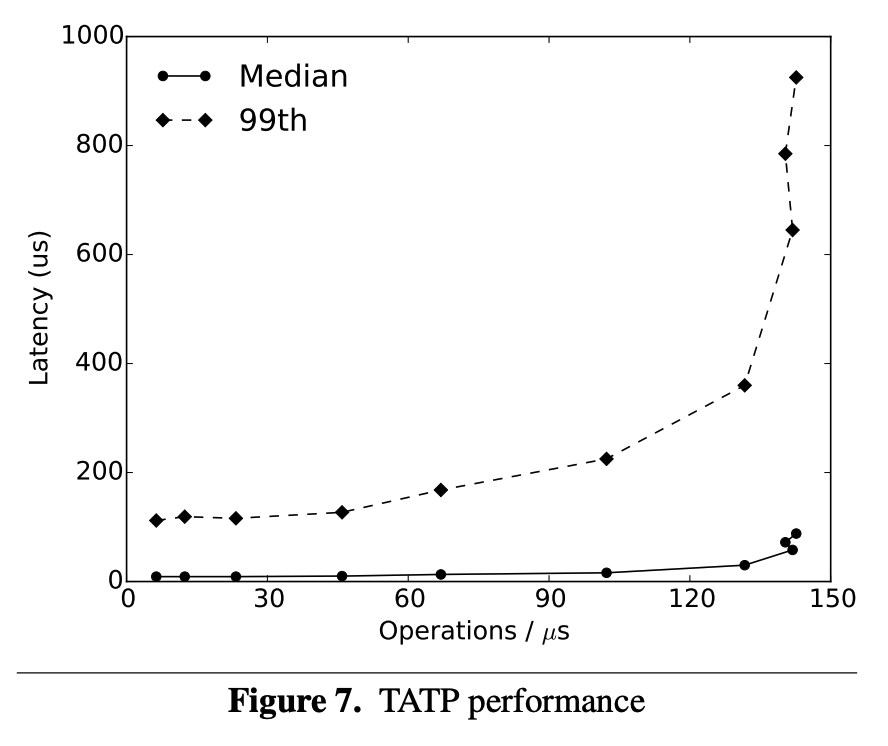 1000
800
600
400
200
0
Latency (us)
Median
99th
0 30 60 90 120 150
Operations / μs
Figure 7. TATP performance